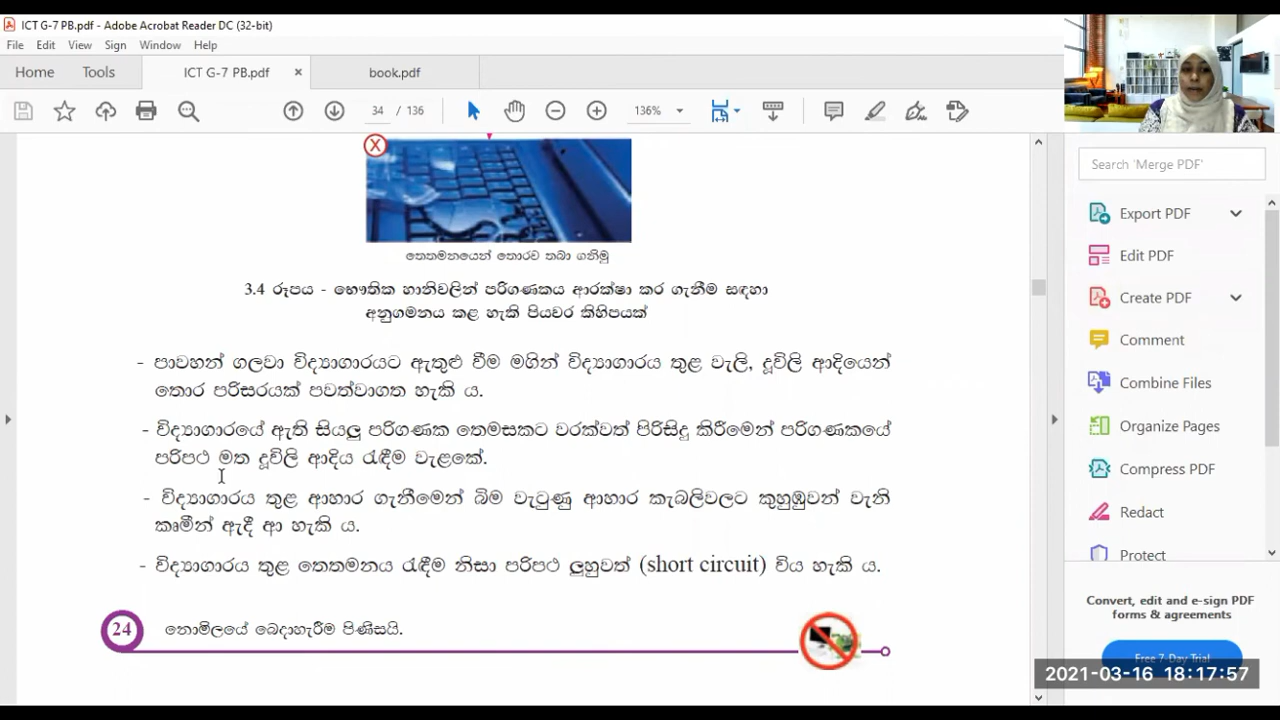 ICT G-7 PB.pdf - Adobe Acrobat Reader DC (32-bit)
File Edit View Sign Window Help
Home Tools ICT G-7 PB.pdf × book.pdf
34 / 136 136%
Search 'Merge PDF'
Export PDF
Edit PDF
Create PDF
Comment
Combine Files
Organize Pages
Compress PDF
Redact
Protect
Convert, edit and e-sign PDF
forms & agreements
Free 7-Day Trial
X
තෙතමනයෙන් තොරව තබා ගනිමු
3.4 රූපය - භෞතික හානිවලින් පරිගණකය ආරක්ෂා කර ගැනීම සඳහා
අනුගමනය කළ හැකි පියවර කිහිපයක්
- පාවහන් ගලවා විද්‍යාගාරයට ඇතුළු වීම මගින් විද්‍යාගාරය තුළ වැලි, දූවිලි ආදියෙන්
තොර පරිසරයක් පවත්වාගත හැකි ය.
- විද්‍යාගාරයේ ඇති සියලු පරිගණක තෙමසකට වරක්වත් පිරිසිදු කිරීමෙන් පරිගණකයේ
පරිපථ මත දූවිලි ආදිය රැඳීම වැළකේ.
- විද්‍යාගාරය තුළ ආහාර ගැනීමෙන් බිම වැටුණු ආහාර කැබලිවලට කුහුඹුවන් වැනි
කෘමීන් ඇදී ආ හැකි ය.
- විද්‍යාගාරය තුළ තෙතමනය රැඳීම නිසා පරිපථ ලුහුවත් (short circuit) විය හැකි ය.
24 නොමිලයේ බෙදාහැරීම පිණිසයි.
2021-03-16 18:17:57